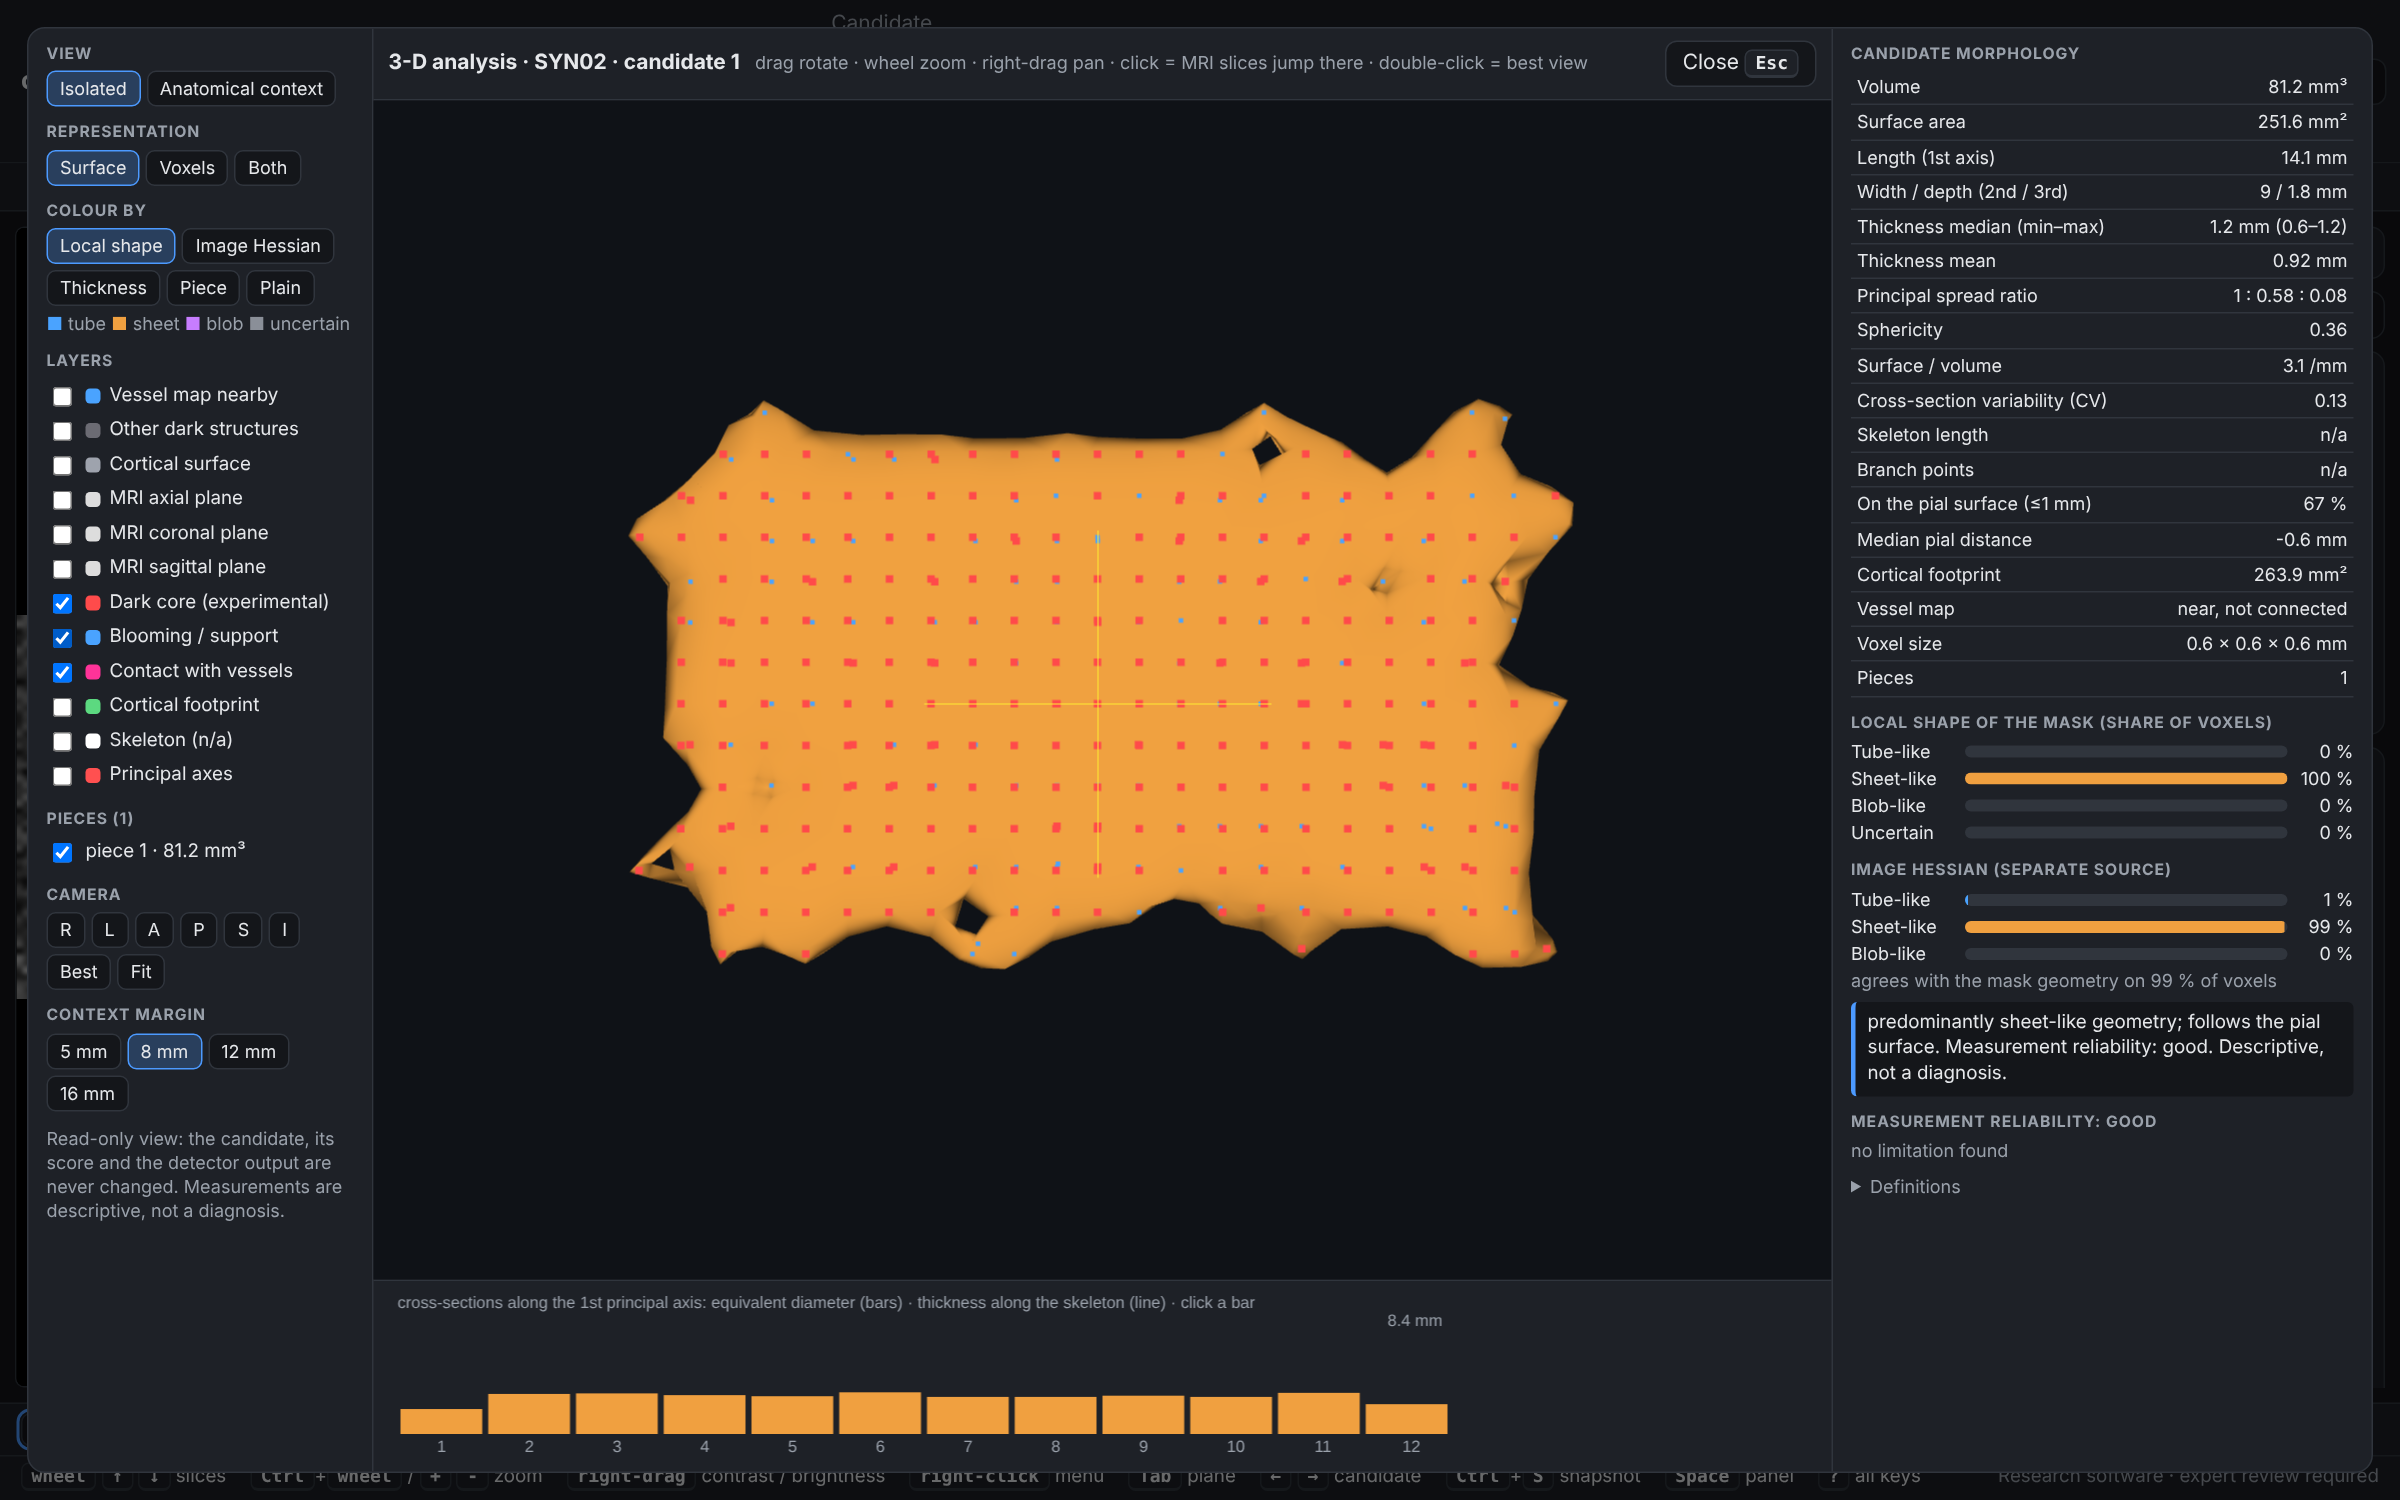 Candidate
VIEW
Isolated
Anatomical context
REPRESENTATION
Surface
Voxels
Both
COLOUR BY
Local shape
Image Hessian
Thickness
Piece
Plain
tube
sheet
blob
uncertain
LAYERS
Vessel map nearby
Other dark structures
Cortical surface
MRI axial plane
MRI coronal plane
MRI sagittal plane
Dark core (experimental)
Blooming / support
Contact with vessels
Cortical footprint
Skeleton (n/a)
Principal axes
PIECES (1)
piece 1 · 81.2 mm³
CAMERA
R
L
A
P
S
I
Best
Fit
CONTEXT MARGIN
5 mm
8 mm
12 mm
16 mm
Read-only view: the candidate, its
score and the detector output are
never changed. Measurements are
descriptive, not a diagnosis.
3-D analysis · SYN02 · candidate 1
drag rotate · wheel zoom · right-drag pan · click = MRI slices jump there · double-click = best view
Close Esc
cross-sections along the 1st principal axis: equivalent diameter (bars) · thickness along the skeleton (line) · click a bar
8.4 mm
1 2 3 4 5 6 7 8 9 10 11 12
CANDIDATE MORPHOLOGY
Volume 81.2 mm³
Surface area 251.6 mm²
Length (1st axis) 14.1 mm
Width / depth (2nd / 3rd) 9 / 1.8 mm
Thickness median (min–max) 1.2 mm (0.6–1.2)
Thickness mean 0.92 mm
Principal spread ratio 1 : 0.58 : 0.08
Sphericity 0.36
Surface / volume 3.1 /mm
Cross-section variability (CV) 0.13
Skeleton length n/a
Branch points n/a
On the pial surface (≤1 mm) 67 %
Median pial distance -0.6 mm
Cortical footprint 263.9 mm²
Vessel map near, not connected
Voxel size 0.6 × 0.6 × 0.6 mm
Pieces 1
LOCAL SHAPE OF THE MASK (SHARE OF VOXELS)
Tube-like 0 %
Sheet-like 100 %
Blob-like 0 %
Uncertain 0 %
IMAGE HESSIAN (SEPARATE SOURCE)
Tube-like 1 %
Sheet-like 99 %
Blob-like 0 %
agrees with the mask geometry on 99 % of voxels
predominantly sheet-like geometry; follows the pial
surface. Measurement reliability: good. Descriptive,
not a diagnosis.
MEASUREMENT RELIABILITY: GOOD
no limitation found
▶ Definitions
wheel ↑ ↓ slices Ctrl + wheel / + - zoom right-drag contrast / brightness right-click menu Tab plane ← → candidate Ctrl + S snapshot Space panel ? all keys Research software · expert review required